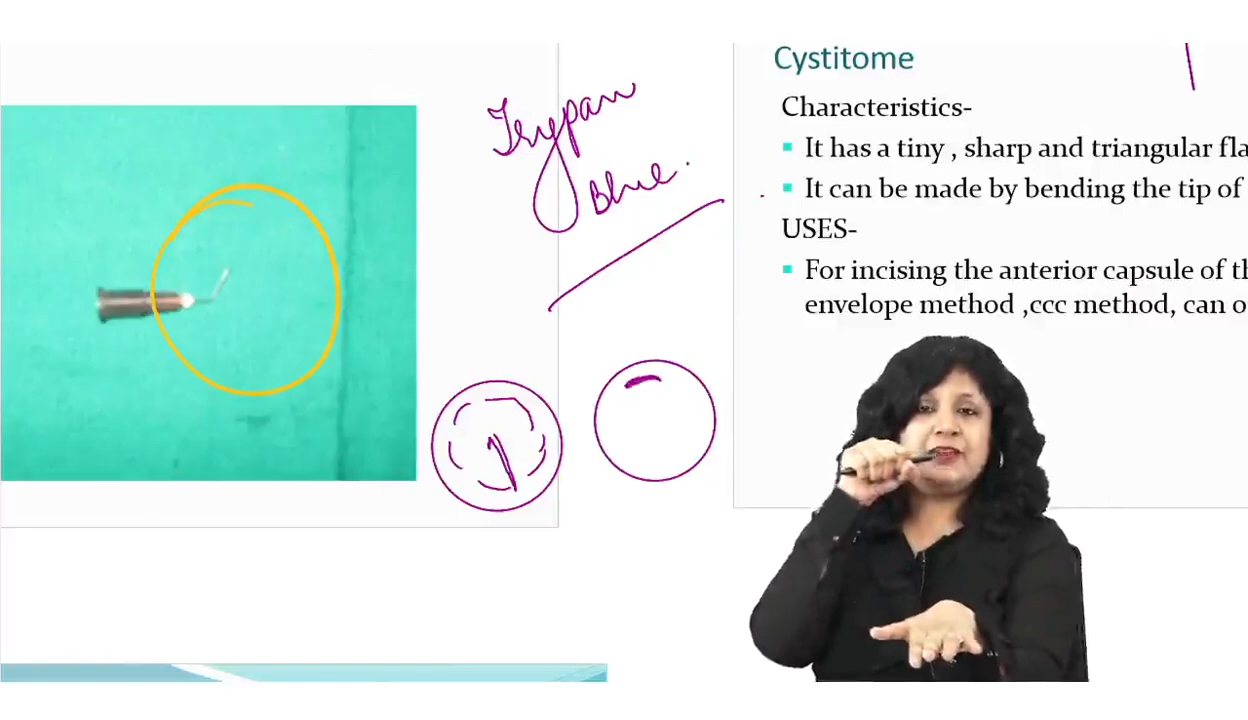 Trypan
Blue.
Cystitome
Characteristics-
▪ It has a tiny , sharp and triangular fla
▪ It can be made by bending the tip of
USES-
▪ For incising the anterior capsule of th
envelope method ,ccc method, can o